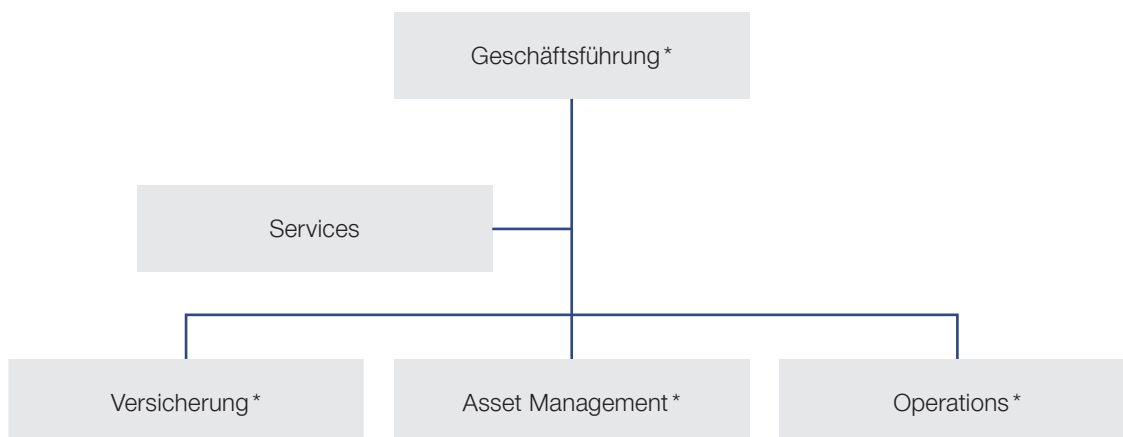 Geschäftsführung *
Services
Versicherung *
Asset Management *
Operations *